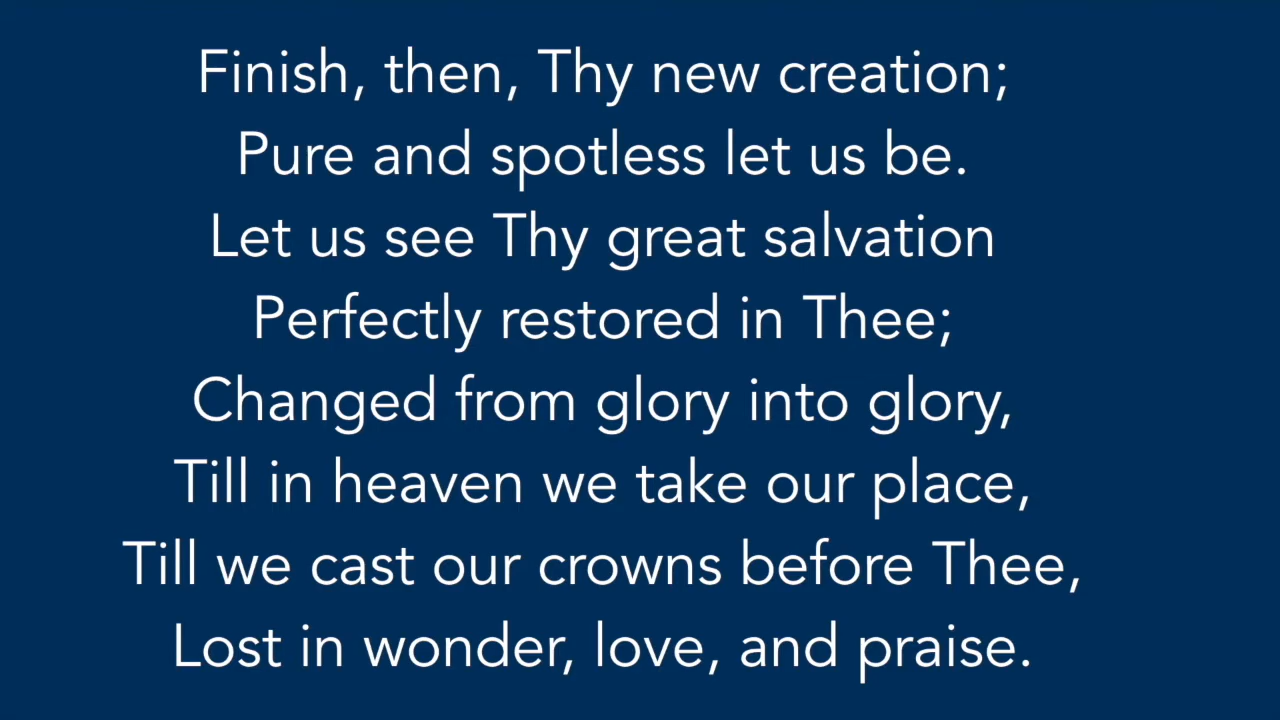 Finish, then, Thy new creation;
Pure and spotless let us be.
Let us see Thy great salvation
Perfectly restored in Thee;
Changed from glory into glory,
Till in heaven we take our place,
Till we cast our crowns before Thee,
Lost in wonder, love, and praise.